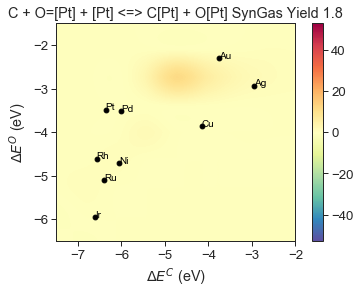 C + O=[Pt] + [Pt] <=> C[Pt] + O[Pt] SynGas Yield 1.8
−2
−3
−4
−5
−6
ΔE^O (eV)
Au
Ag
Pt
Pd
Cu
Rh
Ni
Ru
Ir
−7
−6
−5
−4
−3
−2
ΔE^C (eV)
40
20
0
−20
−40